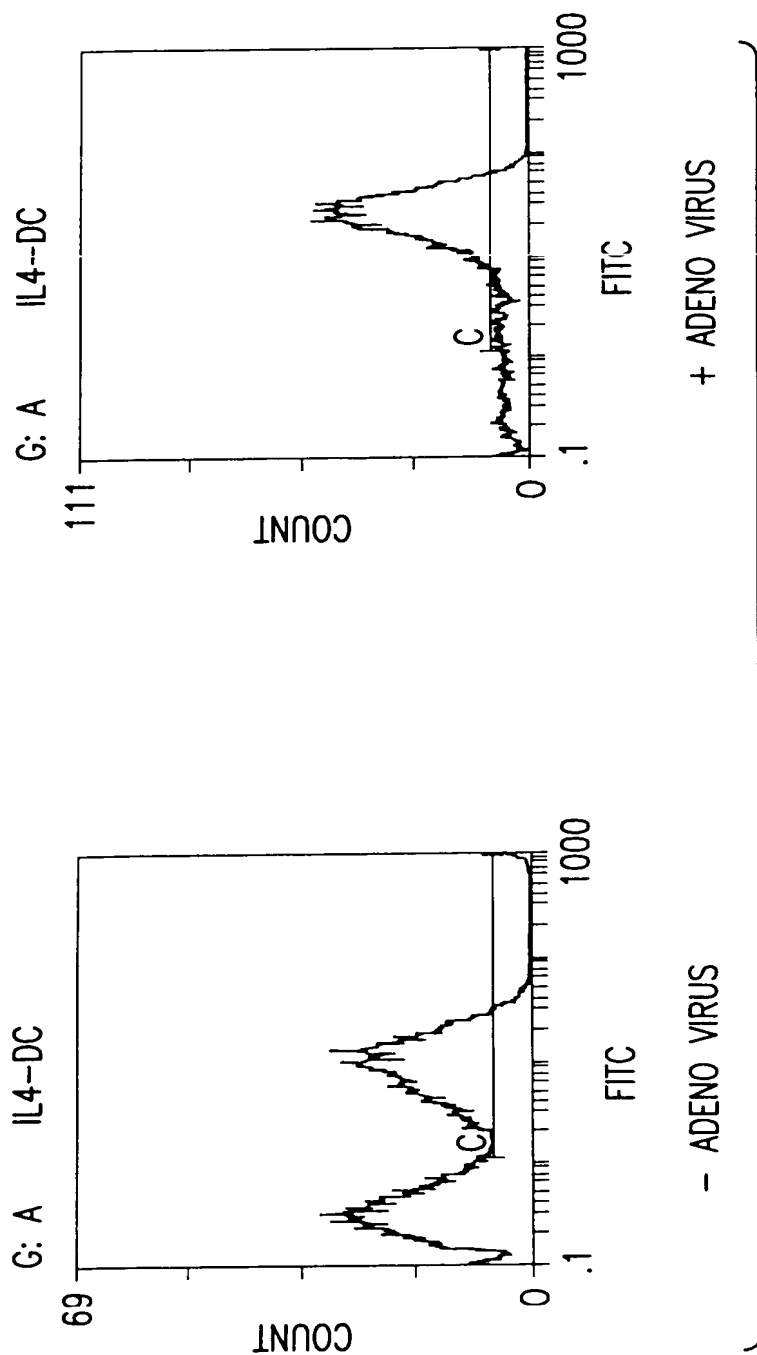 G: A IL4-DC
69
COUNT
0
C
.1
1000
FITC
- ADENO VIRUS
G: A IL4--DC
111
COUNT
0
C
.1
1000
FITC
+ ADENO VIRUS